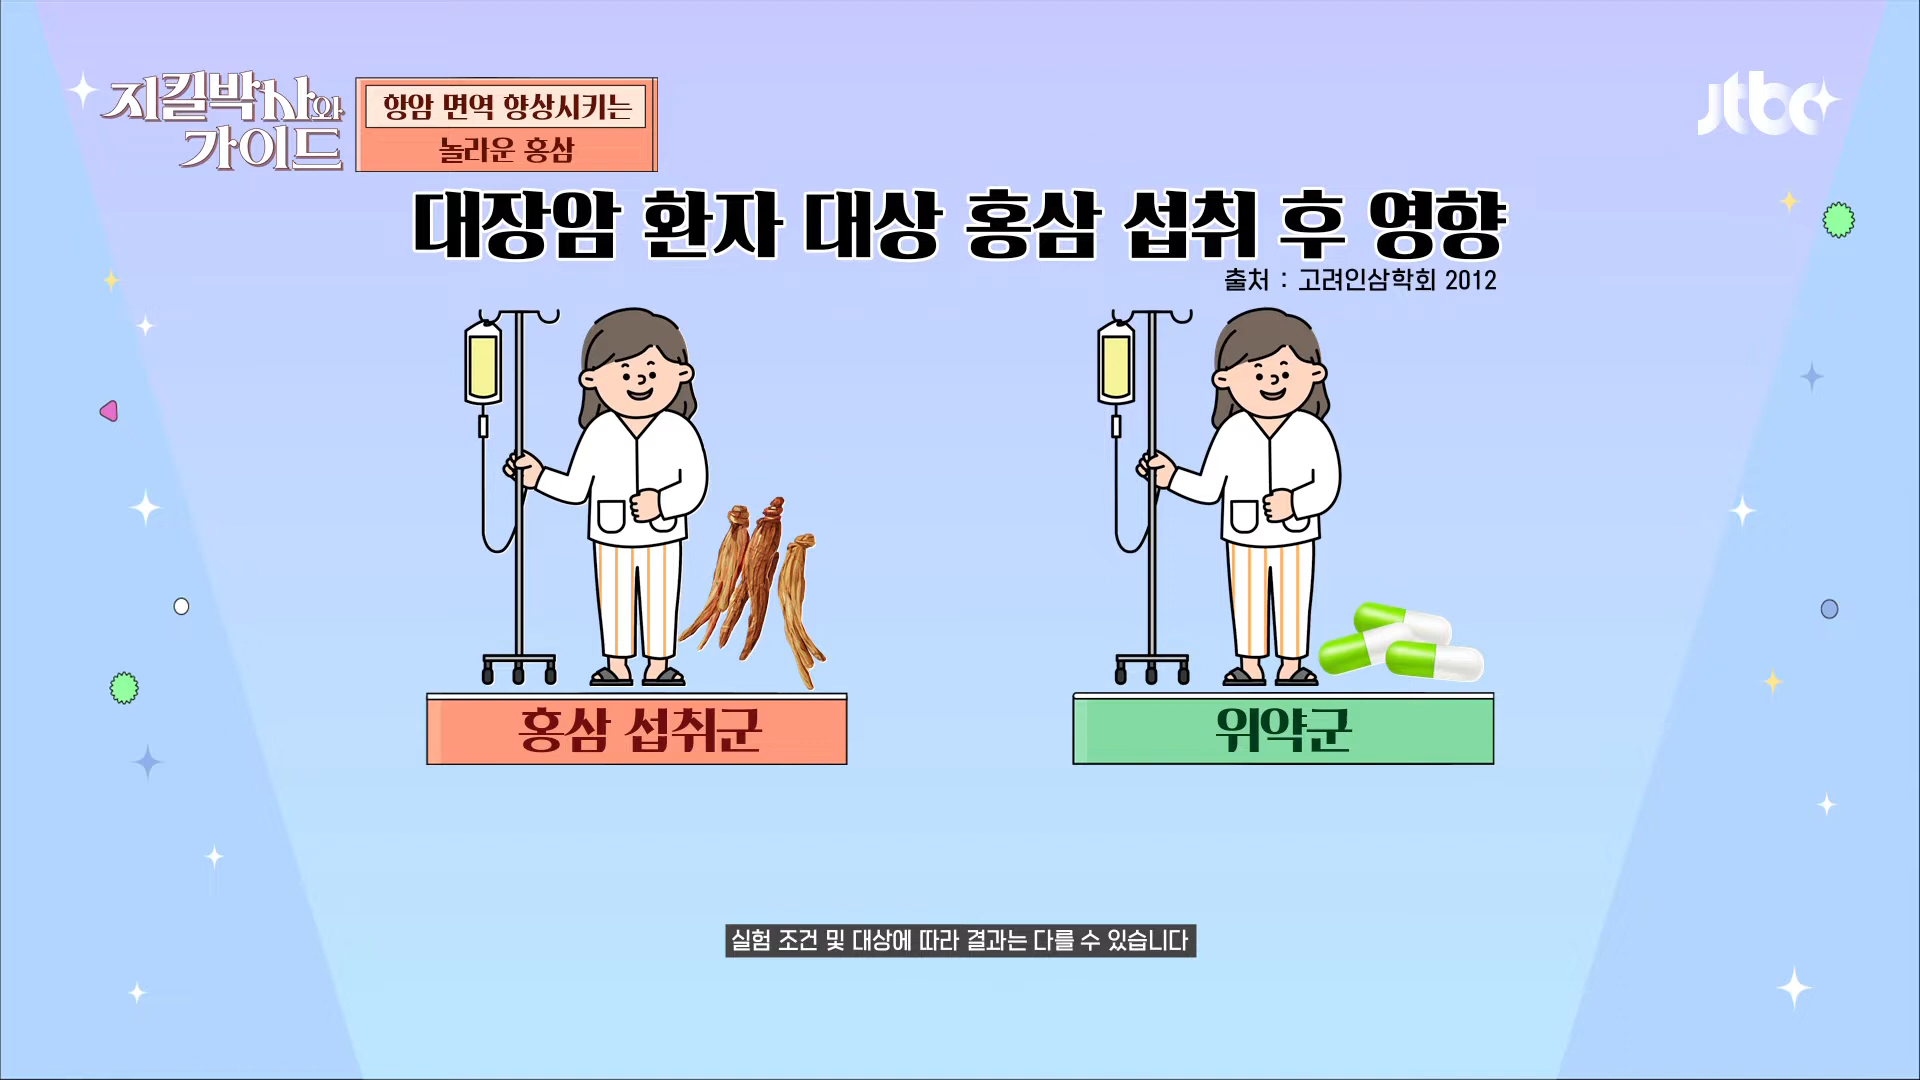 지킬박사와
가이드
항암 면역 향상시키는
놀라운 홍삼
jtbc
대장암 환자 대상 홍삼 섭취 후 영향
출처 : 고려인삼학회 2012
홍삼 섭취군
위약군
실험 조건 및 대상에 따라 결과는 다를 수 있습니다